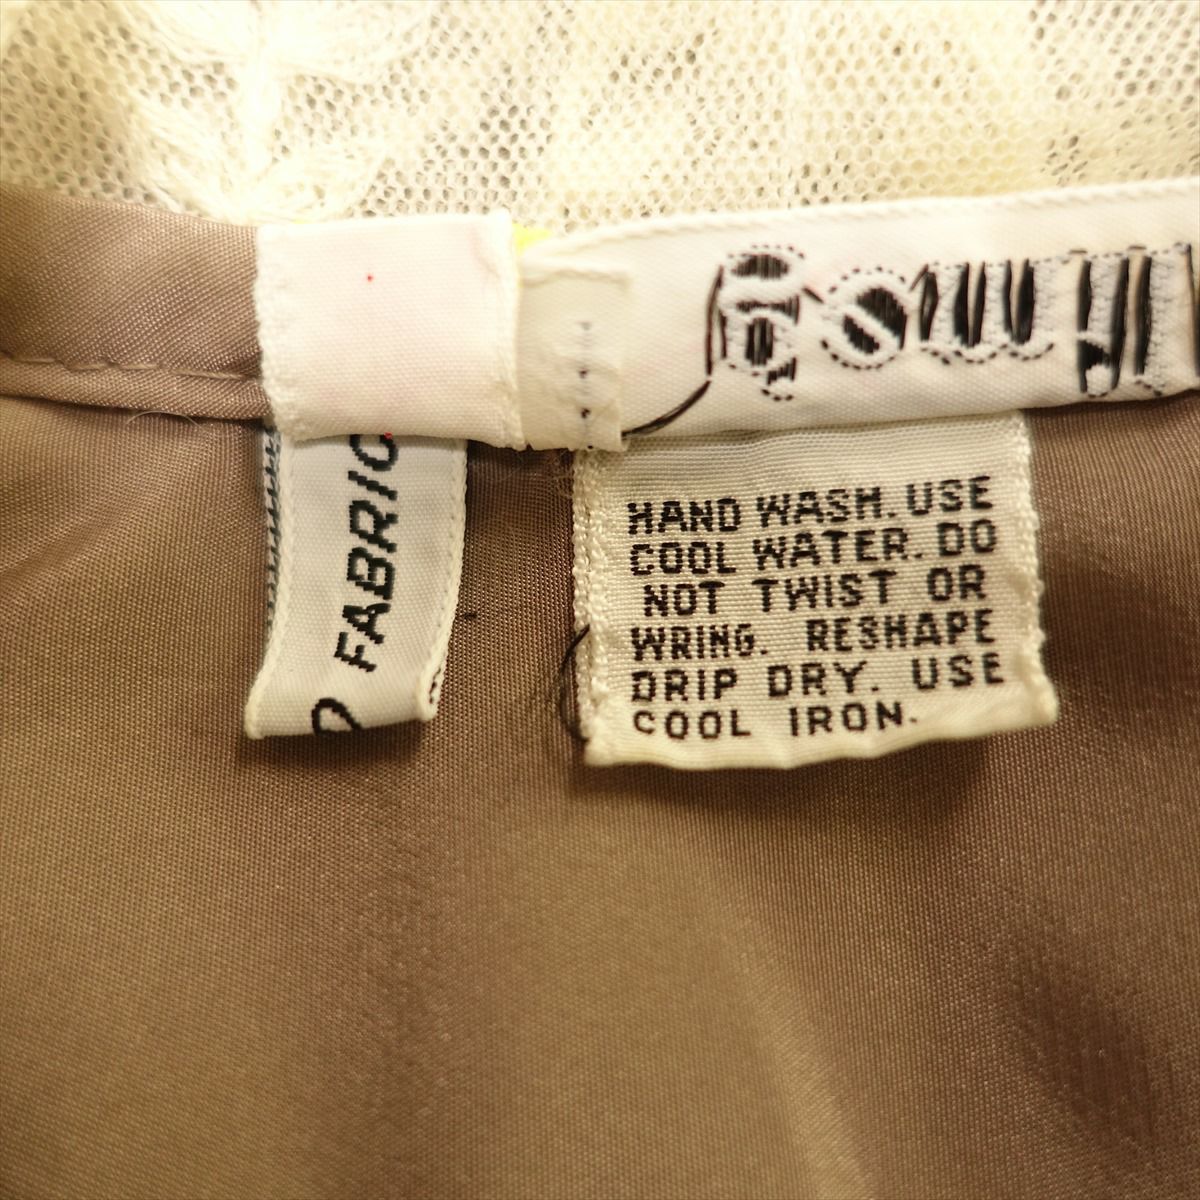 FABRIC
HAND WASH. USE
COOL WATER. DO
NOT TWIST OR
WRING. RESHAPE
DRIP DRY. USE
COOL IRON.